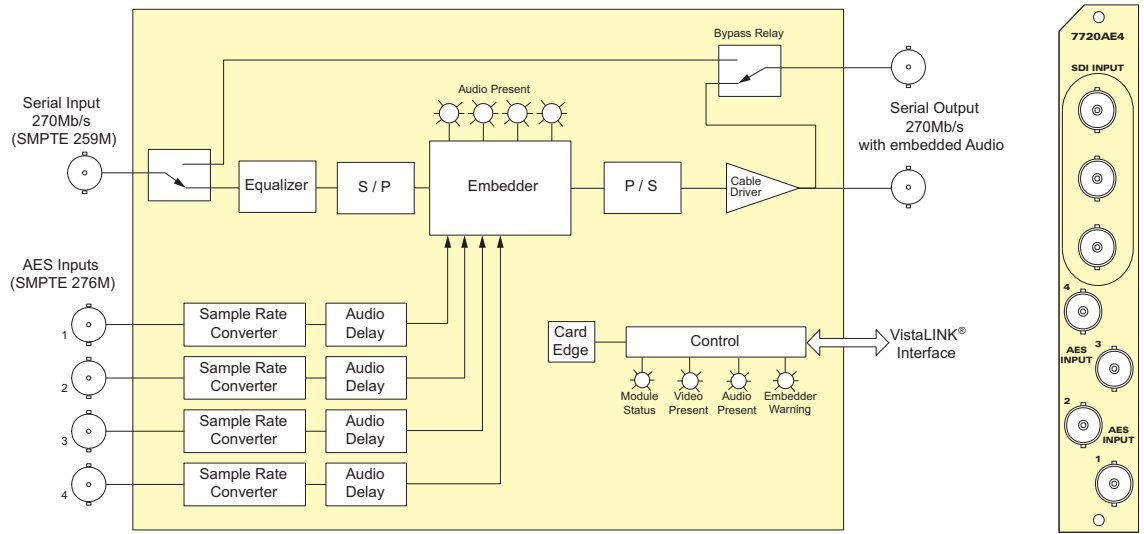 Bypass Relay
Serial Input
270Mb/s
(SMPTE 259M)
Audio Present
Serial Output
270Mb/s
with embedded Audio
Equalizer
S / P
Embedder
P / S
Cable
Driver
AES Inputs
(SMPTE 276M)
1
Sample Rate
Converter
Audio
Delay
2
Sample Rate
Converter
Audio
Delay
3
Sample Rate
Converter
Audio
Delay
4
Sample Rate
Converter
Audio
Delay
Card
Edge
Control
VistaLINK®
Interface
Module
Status
Video
Present
Audio
Present
Embedder
Warning
7720AE4
SDI INPUT
4
AES
INPUT
3
2
AES
INPUT
1